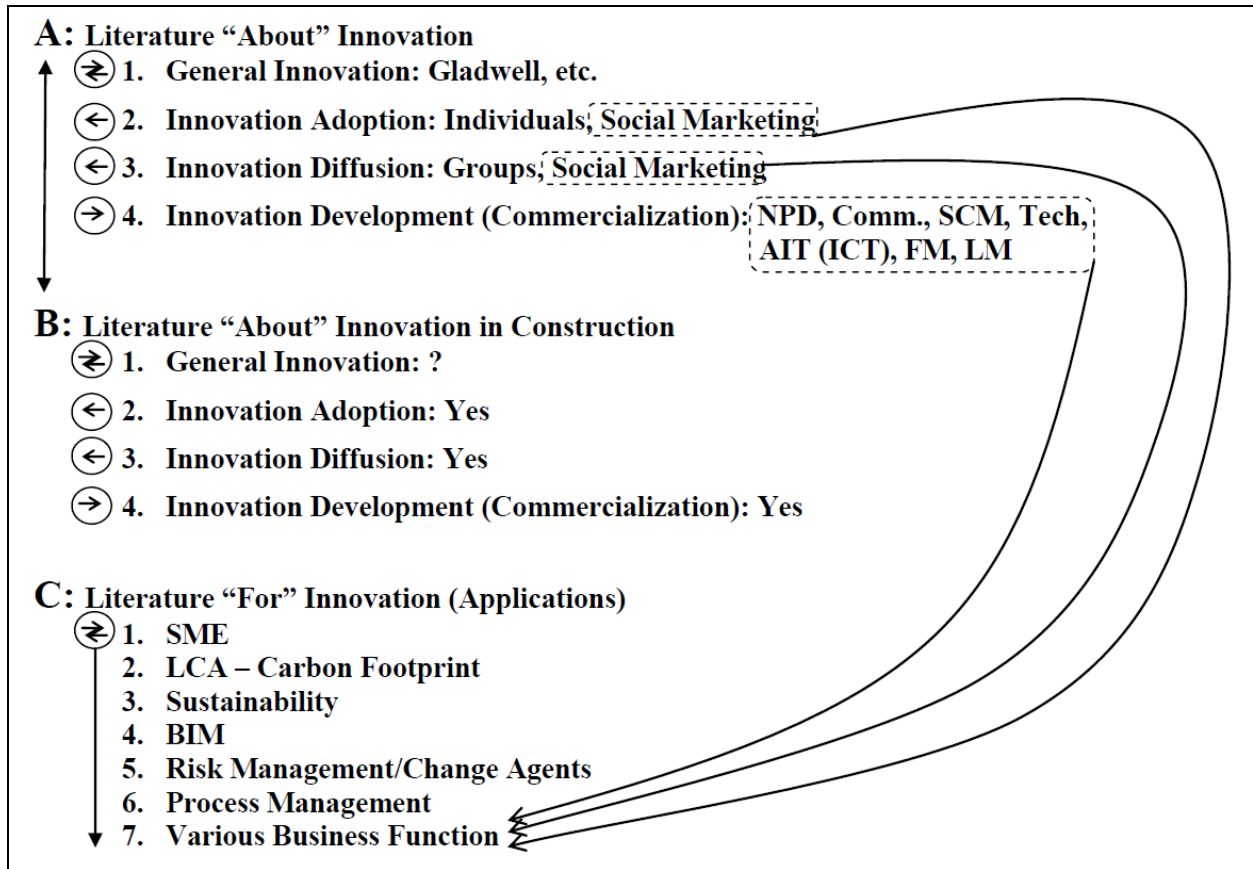 A: Literature “About” Innovation
1. General Innovation: Gladwell, etc.
2. Innovation Adoption: Individuals, Social Marketing
3. Innovation Diffusion: Groups, Social Marketing
4. Innovation Development (Commercialization): NPD, Comm., SCM, Tech,
AIT (ICT), FM, LM
B: Literature “About” Innovation in Construction
1. General Innovation: ?
2. Innovation Adoption: Yes
3. Innovation Diffusion: Yes
4. Innovation Development (Commercialization): Yes
C: Literature “For” Innovation (Applications)
1. SME
2. LCA – Carbon Footprint
3. Sustainability
4. BIM
5. Risk Management/Change Agents
6. Process Management
7. Various Business Function